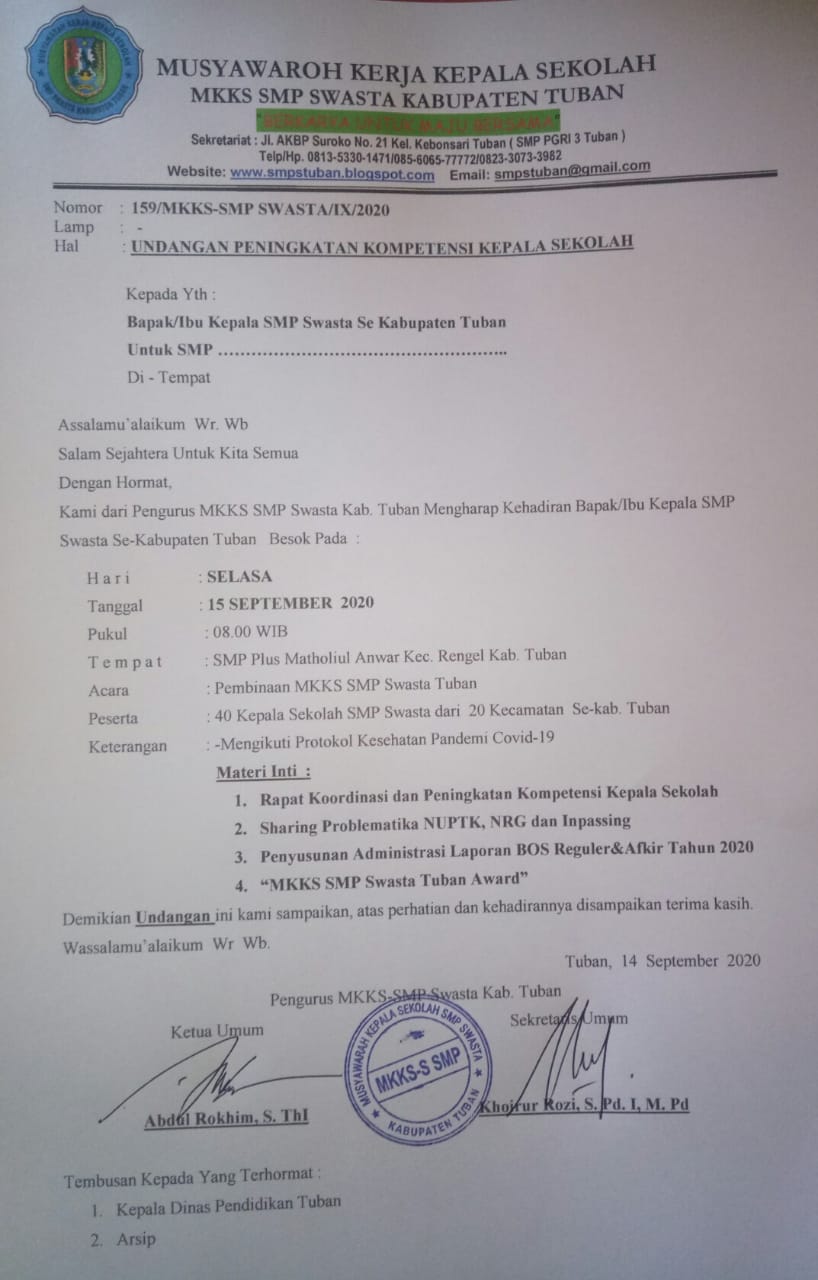 MUSYAWAROH KERJA KEPALA SEKOLAH
MKKS SMP SWASTA KABUPATEN TUBAN
"BERKARYA UNTUK MAJU BERSAMA"
Sekretariat : Jl. AKBP Suroko No. 21 Kel. Kebonsari Tuban ( SMP PGRI 3 Tuban )
Telp/Hp. 0813-5330-1471/085-6065-77772/0823-3073-3982
Website: www.smpstuban.blogspot.com Email: smpstuban@gmail.com
Nomor : 159/MKKS-SMP SWASTA/IX/2020
Lamp : -
Hal : UNDANGAN PENINGKATAN KOMPETENSI KEPALA SEKOLAH
Kepada Yth :
Bapak/Ibu Kepala SMP Swasta Se Kabupaten Tuban
Untuk SMP ....................................................
Di - Tempat
Assalamu`alaikum Wr. Wb
Salam Sejahtera Untuk Kita Semua
Dengan Hormat,
Kami dari Pengurus MKKS SMP Swasta Kab. Tuban Mengharap Kehadiran Bapak/Ibu Kepala SMP
Swasta Se-Kabupaten Tuban Besok Pada :
H a r i : SELASA
Tanggal : 15 SEPTEMBER 2020
Pukul : 08.00 WIB
T e m p a t : SMP Plus Matholiul Anwar Kec. Rengel Kab. Tuban
Acara : Pembinaan MKKS SMP Swasta Tuban
Peserta : 40 Kepala Sekolah SMP Swasta dari 20 Kecamatan Se-kab. Tuban
Keterangan : -Mengikuti Protokol Kesehatan Pandemi Covid-19
Materi Inti :
1. Rapat Koordinasi dan Peningkatan Kompetensi Kepala Sekolah
2. Sharing Problematika NUPTK, NRG dan Inpassing
3. Penyusunan Administrasi Laporan BOS Reguler&Afkir Tahun 2020
4. “MKKS SMP Swasta Tuban Award”
Demikian Undangan ini kami sampaikan, atas perhatian dan kehadirannya disampaikan terima kasih.
Wassalamu`alaikum Wr Wb.
Tuban, 14 September 2020
Pengurus MKKS-SMP Swasta Kab. Tuban
Ketua Umum
Sekretaris Umum
MUSYAWARAH KEPALA SEKOLAH SMP SWASTA
MKKS-S SMP
KABUPATEN TUBAN
Abdul Rokhim, S. ThI
Khoirur Rozi, S. Pd. I, M. Pd
Tembusan Kepada Yang Terhormat :
1. Kepala Dinas Pendidikan Tuban
2. Arsip